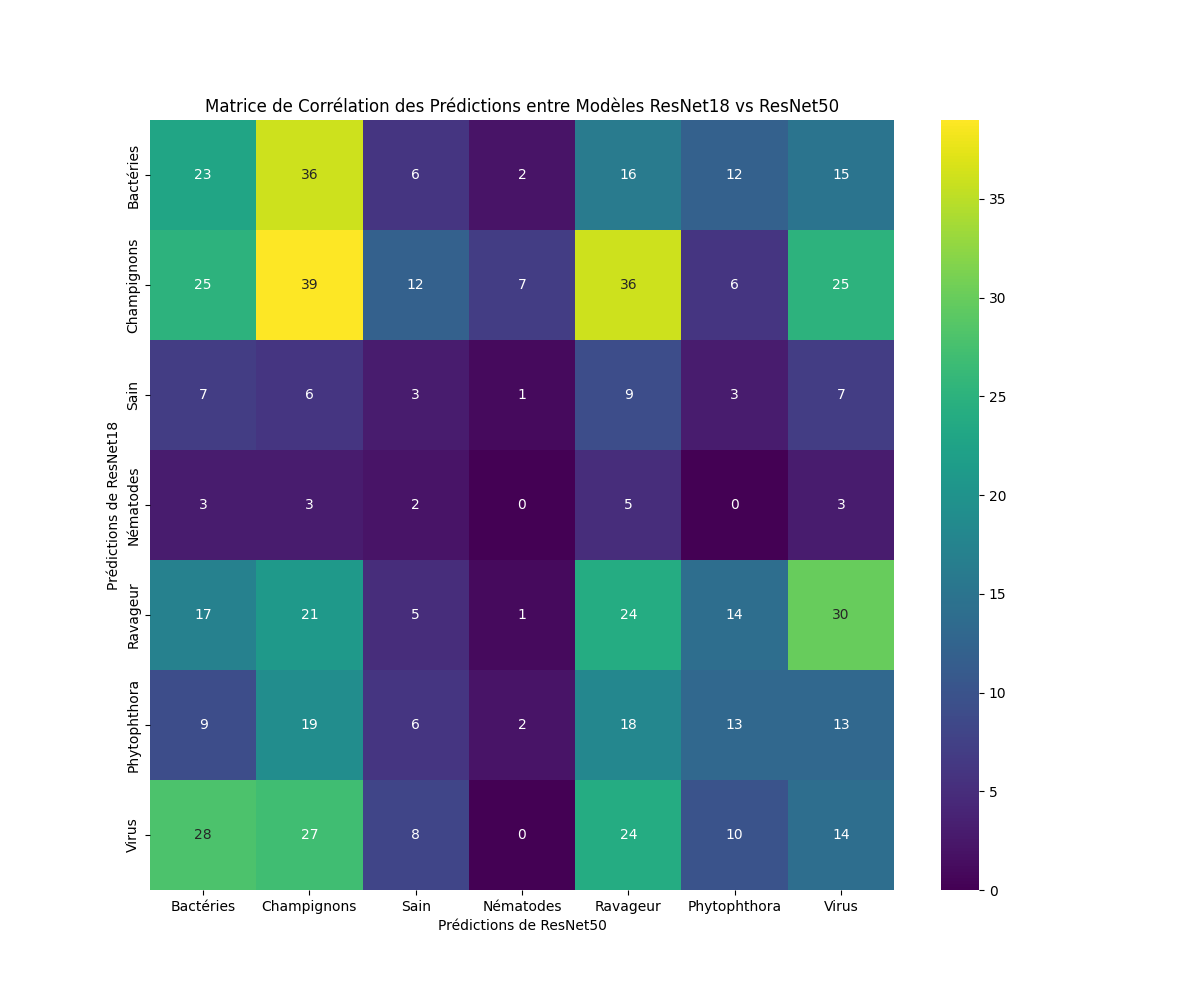 Matrice de Corrélation des Prédictions entre Modèles ResNet18 vs ResNet50
Prédictions de ResNet18
Bactéries 23 36 6 2 16 12 15
Champignons 25 39 12 7 36 6 25
Sain 7 6 3 1 9 3 7
Nématodes 3 3 2 0 5 0 3
Ravageur 17 21 5 1 24 14 30
Phytophthora 9 19 6 2 18 13 13
Virus 28 27 8 0 24 10 14
Bactéries Champignons Sain Nématodes Ravageur Phytophthora Virus
Prédictions de ResNet50
35
30
25
20
15
10
5
0